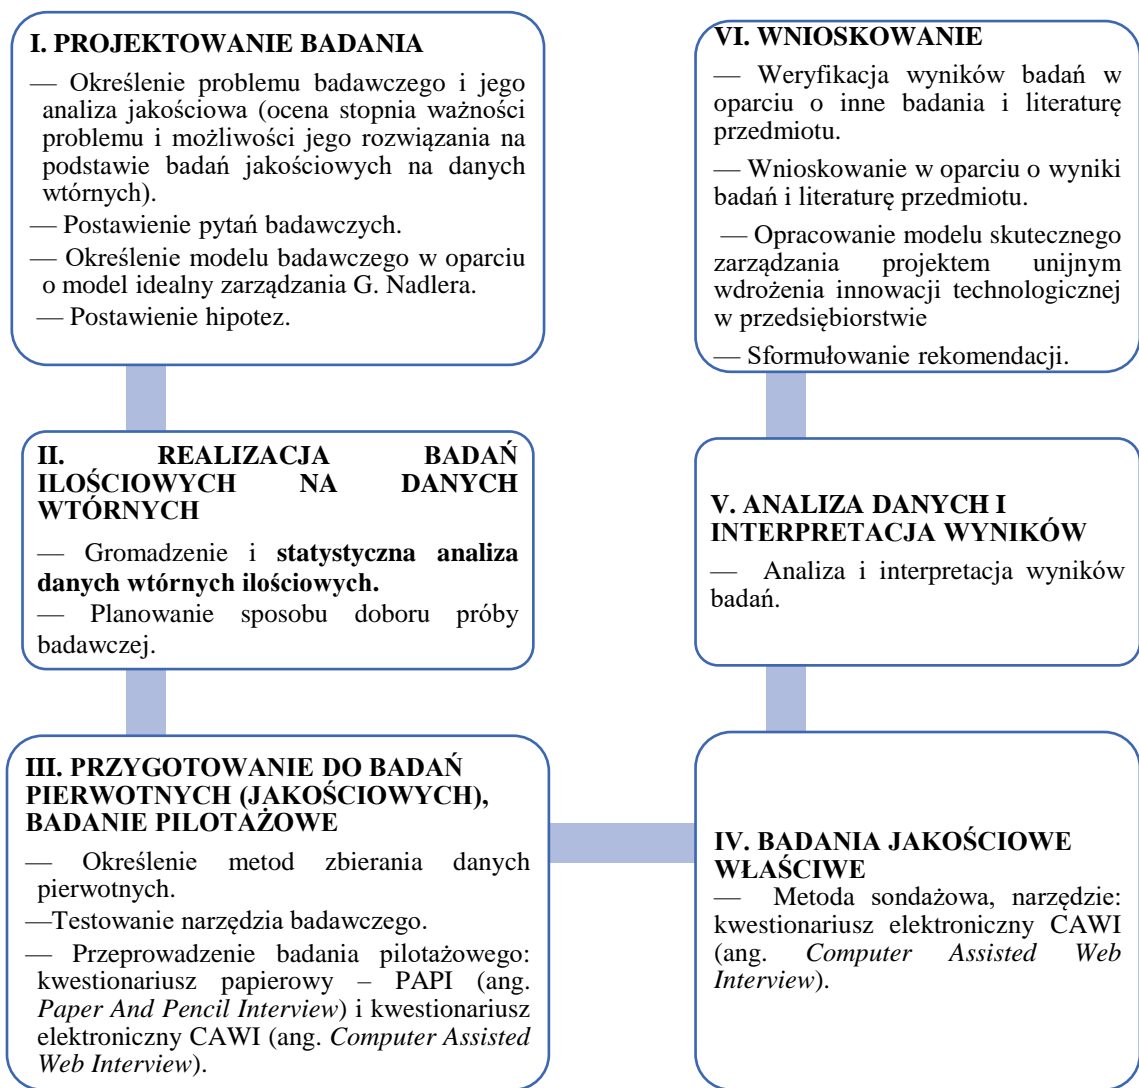 I. PROJEKTOWANIE BADANIA
— Określenie problemu badawczego i jego
analiza jakościowa (ocena stopnia ważności
problemu i możliwości jego rozwiązania na
podstawie badań jakościowych na danych
wtórnych).
— Postawienie pytań badawczych.
— Określenie modelu badawczego w oparciu
o model idealny zarządzania G. Nadlera.
— Postawienie hipotez.
II. REALIZACJA BADAŃ
ILOŚCIOWYCH NA DANYCH
WTÓRNYCH
— Gromadzenie i statystyczna analiza
danych wtórnych ilościowych.
— Planowanie sposobu doboru próby
badawczej.
III. PRZYGOTOWANIE DO BADAŃ
PIERWOTNYCH (JAKOŚCIOWYCH),
BADANIE PILOTAŻOWE
— Określenie metod zbierania danych
pierwotnych.
—Testowanie narzędzia badawczego.
— Przeprowadzenie badania pilotażowego:
kwestionariusz papierowy – PAPI (ang.
Paper And Pencil Interview) i kwestionariusz
elektroniczny CAWI (ang. Computer Assisted
Web Interview).
IV. BADANIA JAKOŚCIOWE
WŁAŚCIWE
— Metoda sondażowa, narzędzie:
kwestionariusz elektroniczny CAWI
(ang. Computer Assisted Web
Interview).
V. ANALIZA DANYCH I
INTERPRETACJA WYNIKÓW
— Analiza i interpretacja wyników
badań.
VI. WNIOSKOWANIE
— Weryfikacja wyników badań w
oparciu o inne badania i literaturę
przedmiotu.
— Wnioskowanie w oparciu o wyniki
badań i literaturę przedmiotu.
— Opracowanie modelu skutecznego
zarządzania projektem unijnym
wdrożenia innowacji technologicznej
w przedsiębiorstwie
— Sformułowanie rekomendacji.